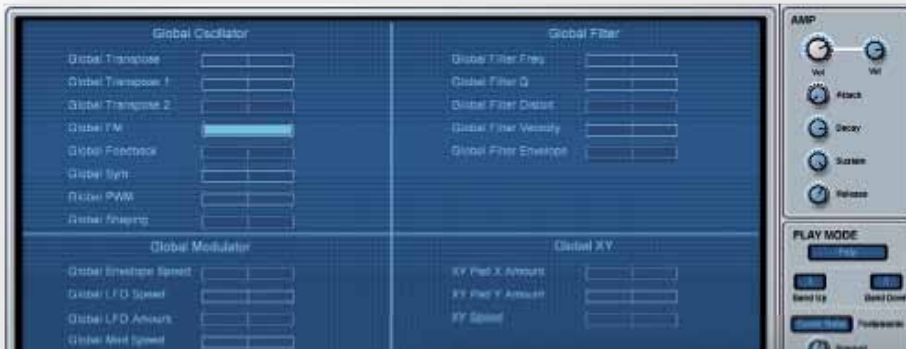 Global Oscillator
Global Transpose
Global Transpose 1
Global Transpose 2
Global FM
Global Feedback
Global Sync
Global PWM
Global Shaping
Global Filter
Global Filter Freq
Global Filter Q
Global Filter Distort
Global Filter Velocity
Global Filter Envelope
Global Modulator
Global Envelope Speed
Global LFO Speed
Global LFO Amount
Global Mod Speed
Global XY
XY Pad X Amount
XY Pad Y Amount
XY Speed
AMP
Vol
Vel
Attack
Decay
Sustain
Release
PLAY MODE
Poly
Bend Up
Bend Down
Portamento